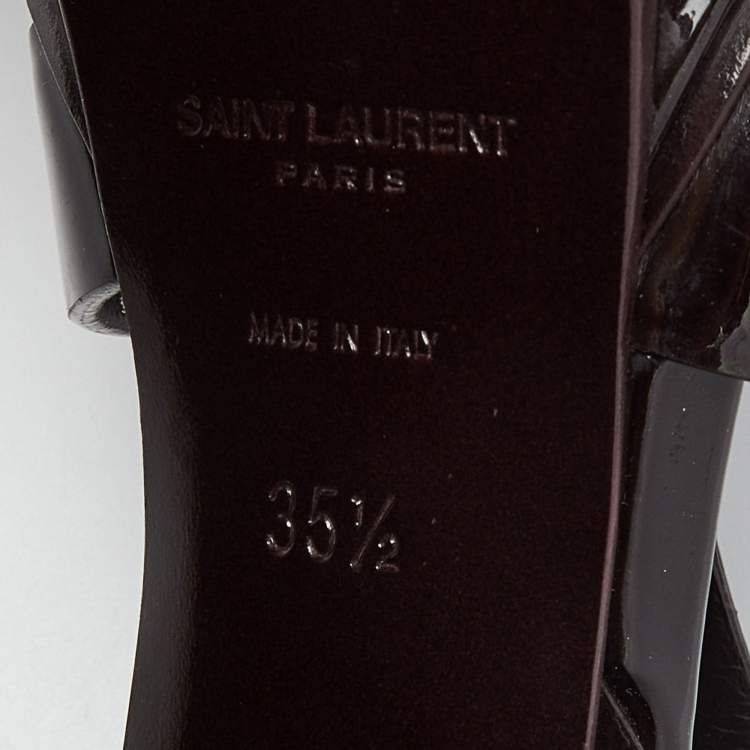 SAINT LAURENT
PARIS
MADE IN ITALY
35½